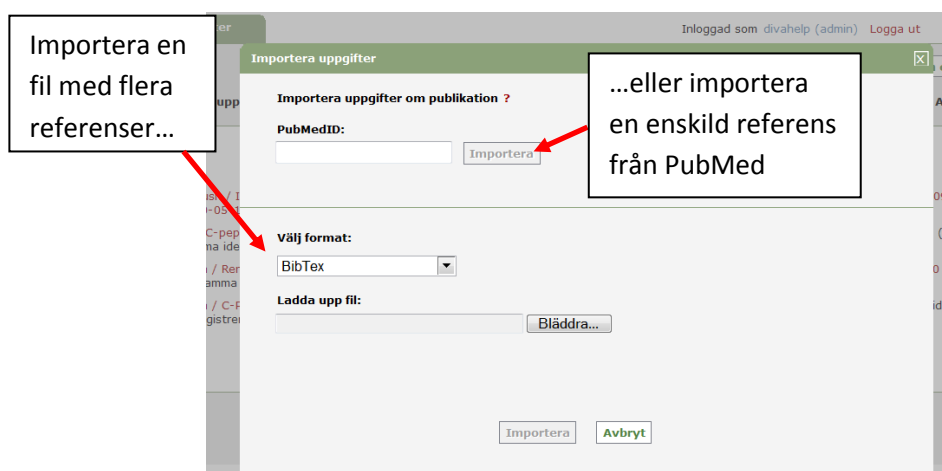 Importera en
fil med flera
referenser…
…eller importera
en enskild referens
från PubMed
Inloggad som divahelp (admin) Logga ut
Importera uppgifter X
Importera uppgifter om publikation ?
PubMedID:
Importera
Välj format:
BibTex
Ladda upp fil:
Bläddra...
Importera Avbryt